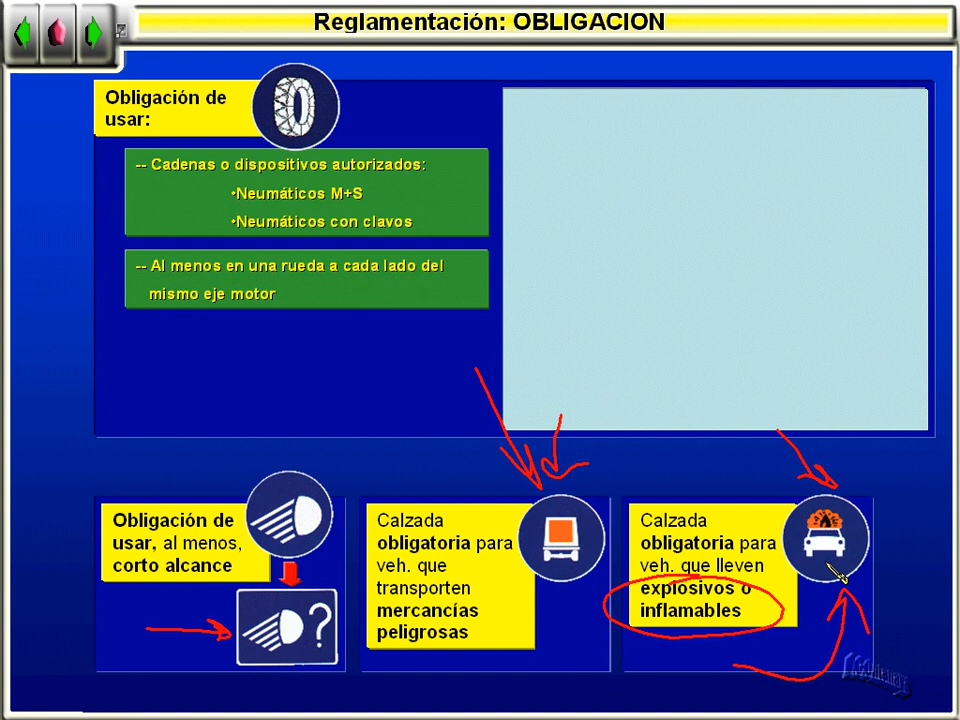 Reglamentación: OBLIGACION
Obligación de
usar:
-- Cadenas o dispositivos autorizados:
•Neumáticos M+S
•Neumáticos con clavos
-- Al menos en una rueda a cada lado del
mismo eje motor
Obligación de
usar, al menos,
corto alcance
?
Calzada
obligatoria para
veh. que
transporten
mercancías
peligrosas
Calzada
obligatoria para
veh. que lleven
explosivos o
inflamables